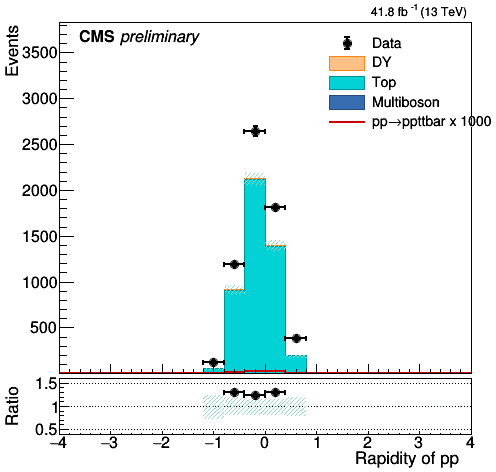 41.8 fb⁻¹ (13 TeV)
CMS preliminary
Events
3500
3000
2500
2000
1500
1000
500
Data
DY
Top
Multiboson
pp→ppttbar x 1000
Ratio
1.5
1
0.5
−4 −3 −2 −1 0 1 2 3 4
Rapidity of pp